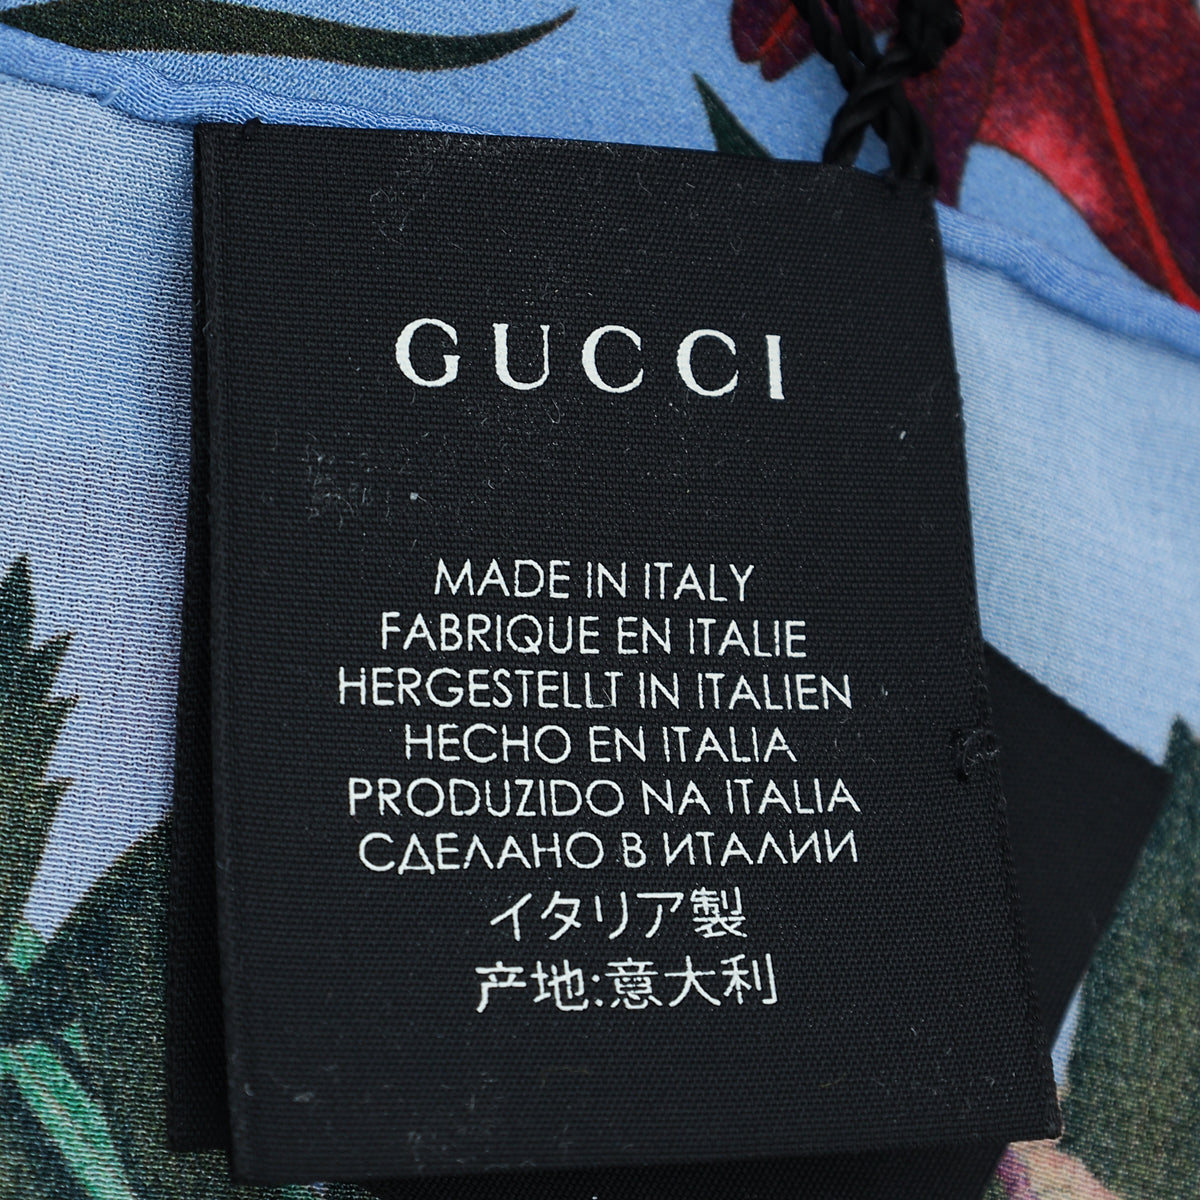 GUCCI
MADE IN ITALY
FABRIQUE EN ITALIE
HERGESTELLT IN ITALIEN
HECHO EN ITALIA
PRODUZIDO NA ITALIA
СДЕЛАНО В ИТАЛИИ
イタリア製
产地:意大利